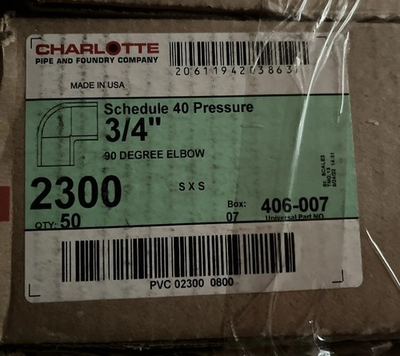 CHARLOTTE
PIPE AND FOUNDRY COMPANY
20611942038637
MADE IN USA
Schedule 40 Pressure
3/4"
90 DEGREE ELBOW
2300
S X S
QTY: 50
Box:
07
406-007
Universal Part NO.
PVC 02300 0800